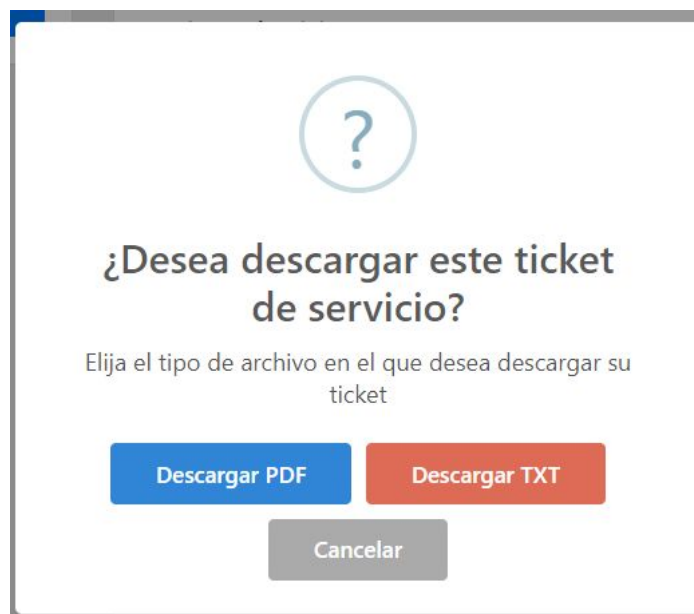 ?
¿Desea descargar este ticket
de servicio?
Elija el tipo de archivo en el que desea descargar su
ticket
Descargar PDF
Descargar TXT
Cancelar